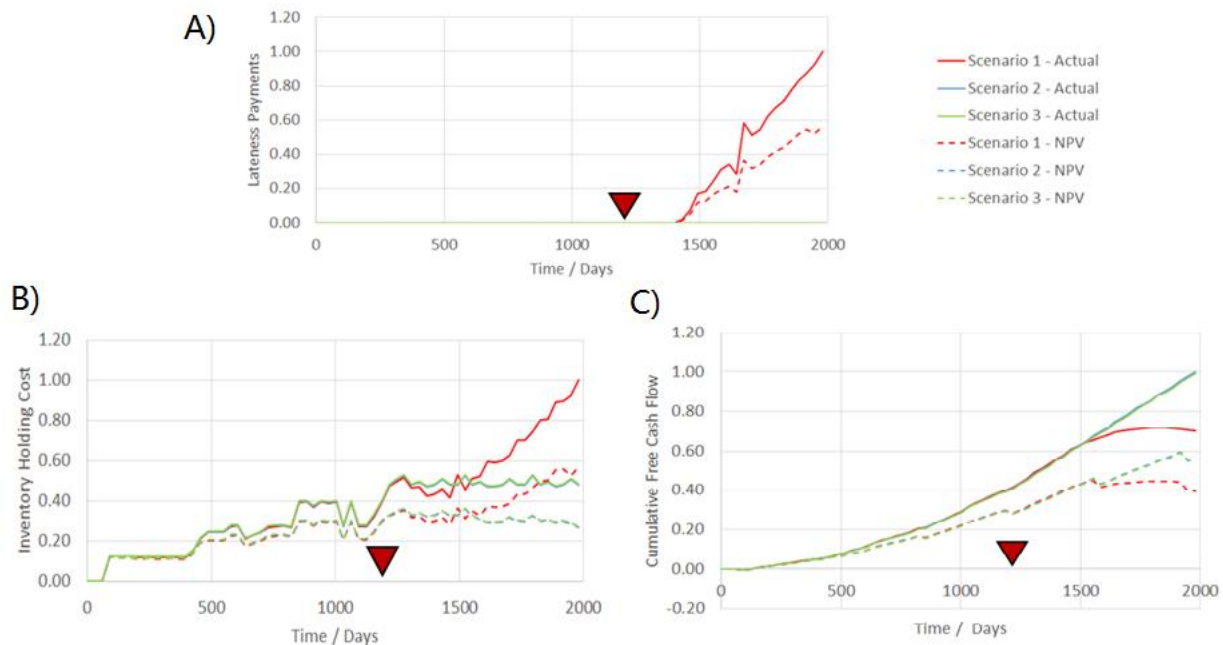 A)
1.20
1.00
0.80
0.60
0.40
0.20
0.00
Lateness Payments
0 500 1000 1500 2000
Time / Days
Scenario 1 - Actual
Scenario 2 - Actual
Scenario 3 - Actual
Scenario 1 - NPV
Scenario 2 - NPV
Scenario 3 - NPV
B)
1.20
1.00
0.80
0.60
0.40
0.20
0.00
Inventory Holding Cost
0 500 1000 1500 2000
Time / Days
C)
1.20
1.00
0.80
0.60
0.40
0.20
0.00
-0.20
Cumulative Free Cash Flow
0 500 1000 1500 2000
Time / Days